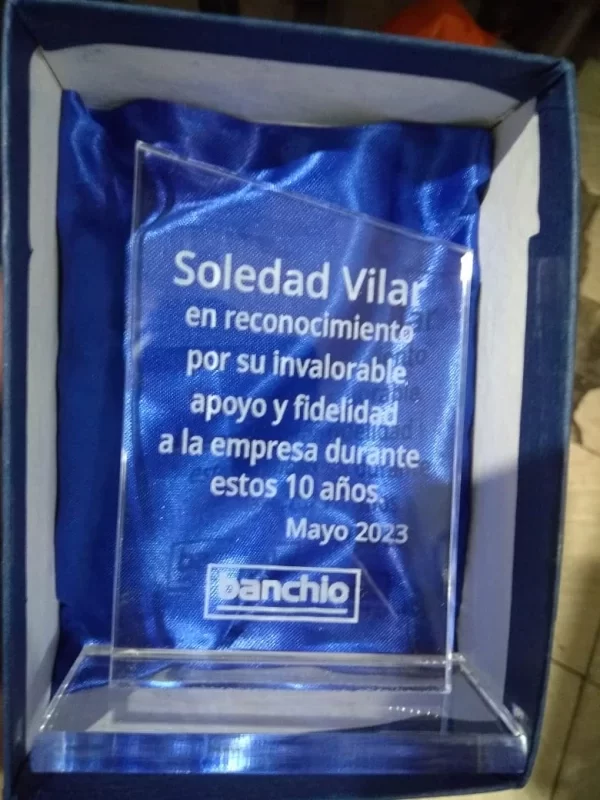 Soledad Vilar
en reconocimiento
por su invalorable
apoyo y fidelidad
a la empresa durante
estos 10 años.
Mayo 2023
banchio